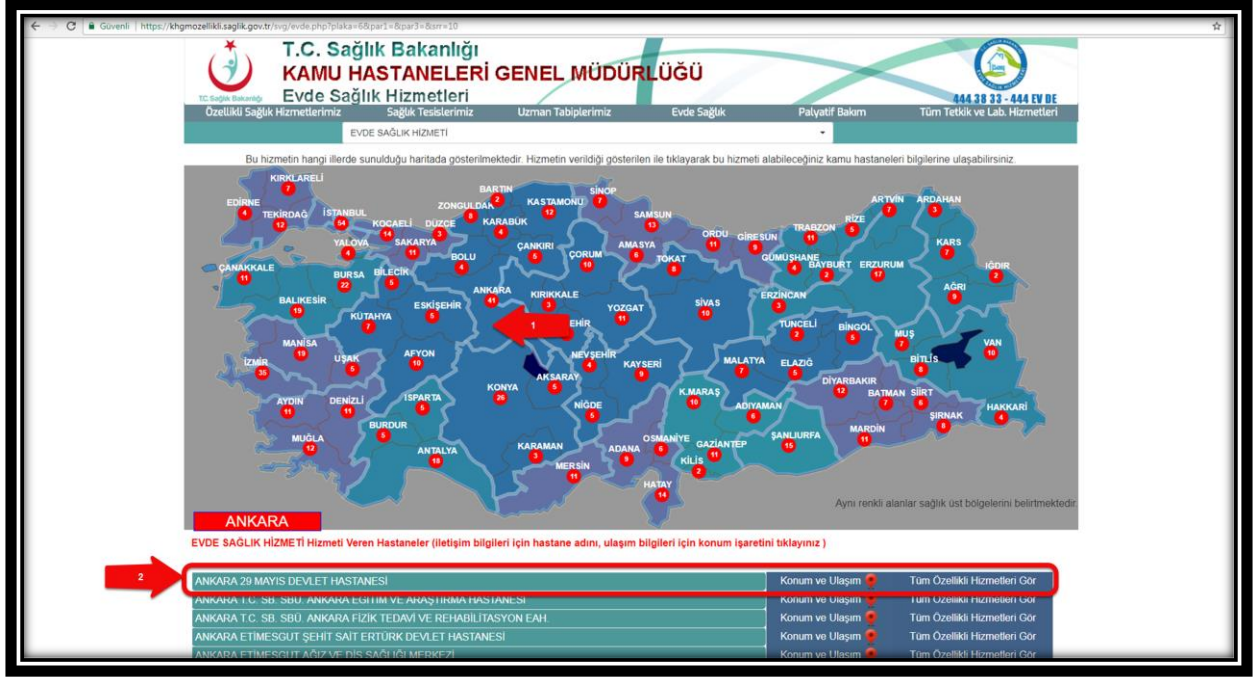 Güvenli | https://khgmozellikli.saglik.gov.tr/svg/evde.php?plaka=6&par1=&par3=&srr=10
T.C. Sağlık Bakanlığı
KAMU HASTANELERİ GENEL MÜDÜRLÜĞÜ
Evde Sağlık Hizmetleri
T.C. Sağlık Bakanlığı
444 38 33 - 444 EV DE
Özellikli Sağlık Hizmetlerimiz Sağlık Tesislerimiz Uzman Tabiplerimiz Evde Sağlık Palyatif Bakım Tüm Tetkik ve Lab. Hizmetleri
EVDE SAĞLIK HİZMETİ
Bu hizmetin hangi illerde sunulduğu haritada gösterilmektedir. Hizmetin verildiği gösterilen ile tıklayarak bu hizmeti alabileceğiniz kamu hastaneleri bilgilerine ulaşabilirsiniz.
KIRKLARELİ
7
EDİRNE
4
TEKİRDAĞ
12
İSTANBUL
54
KOCAELİ
14
DÜZCE
3
ZONGULDAK
8
BARTIN
2
KARABÜK
4
KASTAMONU
12
SİNOP
7
SAMSUN
13
ORDU
11
GİRESUN
9
TRABZON
11
RİZE
5
ARTVİN
7
ARDAHAN
3
YALOVA
4
SAKARYA
11
BOLU
4
ÇANKIRI
5
ÇORUM
10
AMASYA
6
TOKAT
8
GÜMÜŞHANE
4
BAYBURT
2
ERZURUM
17
KARS
7
IĞDIR
2
AĞRI
9
ÇANAKKALE
11
BURSA
22
BİLECİK
5
ANKARA
41
KIRIKKALE
3
YOZGAT
11
SİVAS
10
ERZİNCAN
3
BALIKESİR
19
KÜTAHYA
7
ESKİŞEHİR
5
1
EHİR
TUNCELİ
2
BİNGÖL
5
MUŞ
7
VAN
10
BİTLİS
8
MANİSA
19
İZMİR
35
UŞAK
5
AFYON
10
AKSARAY
5
NEVŞEHİR
4
KAYSERİ
9
MALATYA
7
ELAZIĞ
5
DİYARBAKIR
12
BATMAN
7
SİİRT
6
ŞIRNAK
8
HAKKARİ
4
AYDIN
11
DENİZLİ
11
ISPARTA
5
KONYA
26
NİĞDE
5
K.MARAŞ
10
ADIYAMAN
6
MARDİN
11
BURDUR
5
MUĞLA
12
ANTALYA
18
KARAMAN
3
MERSİN
11
ADANA
9
OSMANİYE
6
GAZİANTEP
11
ŞANLIURFA
15
KİLİS
2
HATAY
14
Aynı renkli alanlar sağlık üst bölgelerini belirtmektedir
ANKARA
EVDE SAĞLIK HİZMETİ Hizmeti Veren Hastaneler (iletişim bilgileri için hastane adını, ulaşım bilgileri için konum işaretini tıklayınız )
2
ANKARA 29 MAYIS DEVLET HASTANESİ Konum ve Ulaşım Tüm Özellikli Hizmetleri Gör
ANKARA T.C. SB. SBÜ. ANKARA EĞİTİM VE ARAŞTIRMA HASTANESİ Konum ve Ulaşım Tüm Özellikli Hizmetleri Gör
ANKARA T.C. SB. SBÜ. ANKARA FİZİK TEDAVİ VE REHABİLİTASYON EAH. Konum ve Ulaşım Tüm Özellikli Hizmetleri Gör
ANKARA ETİMESGUT ŞEHİT SAİT ERTÜRK DEVLET HASTANESİ Konum ve Ulaşım Tüm Özellikli Hizmetleri Gör
ANKARA ETİMESGUT AĞIZ VE DİŞ SAĞLIĞI MERKEZİ Konum ve Ulaşım Tüm Özellikli Hizmetleri Gör